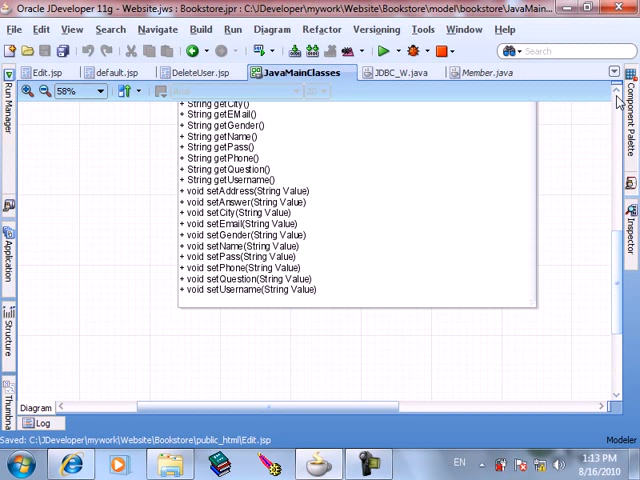 Oracle JDeveloper 11g - Website.jws : Bookstore.jpr : C:\JDeveloper\mywork\Website\Bookstore\model\bookstore\JavaMain...
File Edit View Application Search Navigate Build Run Diagram Refactor Versioning Tools Window Help
Search
Edit.jsp default.jsp DeleteUser.jsp JavaMainClasses JDBC_W.java Member.java
58% Arial 10
+ String getCity()
+ String getEMail()
+ String getGender()
+ String getName()
+ String getPass()
+ String getPhone()
+ String getQuestion()
+ String getUsername()
+ void setAddress(String Value)
+ void setAnswer(String Value)
+ void setCity(String Value)
+ void setEmail(String Value)
+ void setGender(String Value)
+ void setName(String Value)
+ void setPass(String Value)
+ void setPhone(String Value)
+ void setQuestion(String Value)
+ void setUsername(String Value)
Run Manager
Application
Structure
Thumbna
Component Palette
Inspector
Diagram
Log
Saved: C:\JDeveloper\mywork\Website\Bookstore\public_html\Edit.jsp
Modeler
EN
1:13 PM
8/16/2010